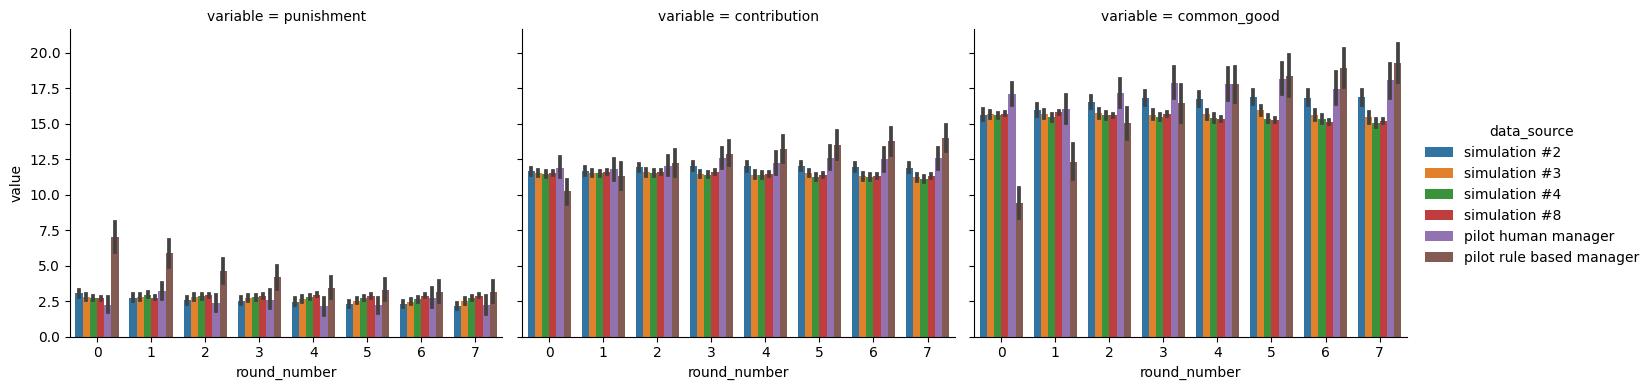 variable = punishment
variable = contribution
variable = common_good
value
20.0
17.5
15.0
12.5
10.0
7.5
5.0
2.5
0.0
0 1 2 3 4 5 6 7
round_number
0 1 2 3 4 5 6 7
round_number
0 1 2 3 4 5 6 7
round_number
data_source
simulation #2
simulation #3
simulation #4
simulation #8
pilot human manager
pilot rule based manager